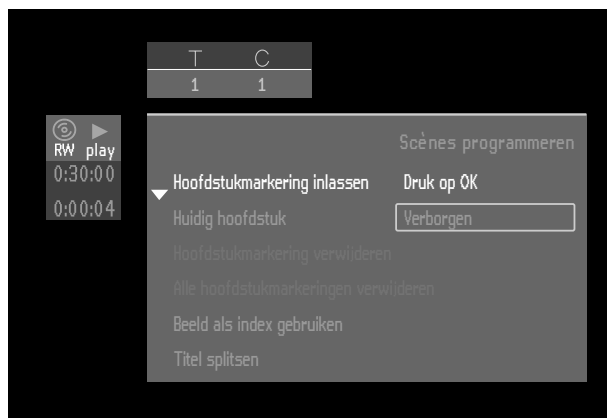 T C
1 1
RW play
0:30:00
0:00:04
Scènes programmeren
Hoofdstukmarkering inlassen Druk op OK
Huidig hoofdstuk Verborgen
Hoofdstukmarkering verwijderen
Alle hoofdstukmarkeringen verwijderen
Beeld als index gebruiken
Titel splitsen